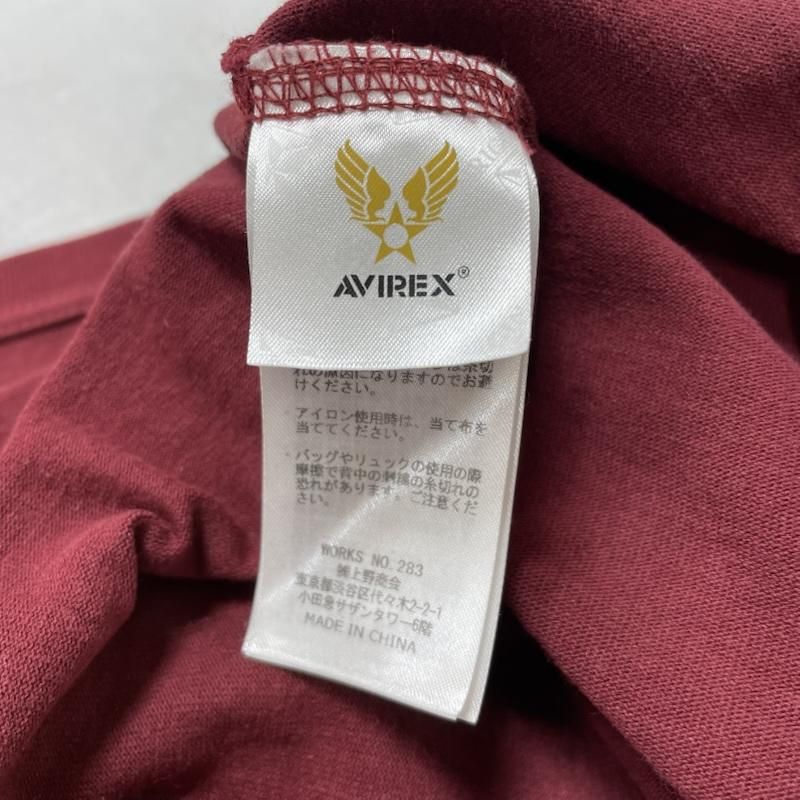 AVIREX®
れの原因になりますのでお避
けください。
・アイロン使用時は、当て布を
当ててください。
・バッグやリュックの使用の際
摩擦で背中の刺繍の糸切れの
恐れがあります。ご注意くだ
さい。
WORKS NO.283
㈱上野商会
東京都渋谷区代々木2-2-1
小田急サザンタワー6階
MADE IN CHINA